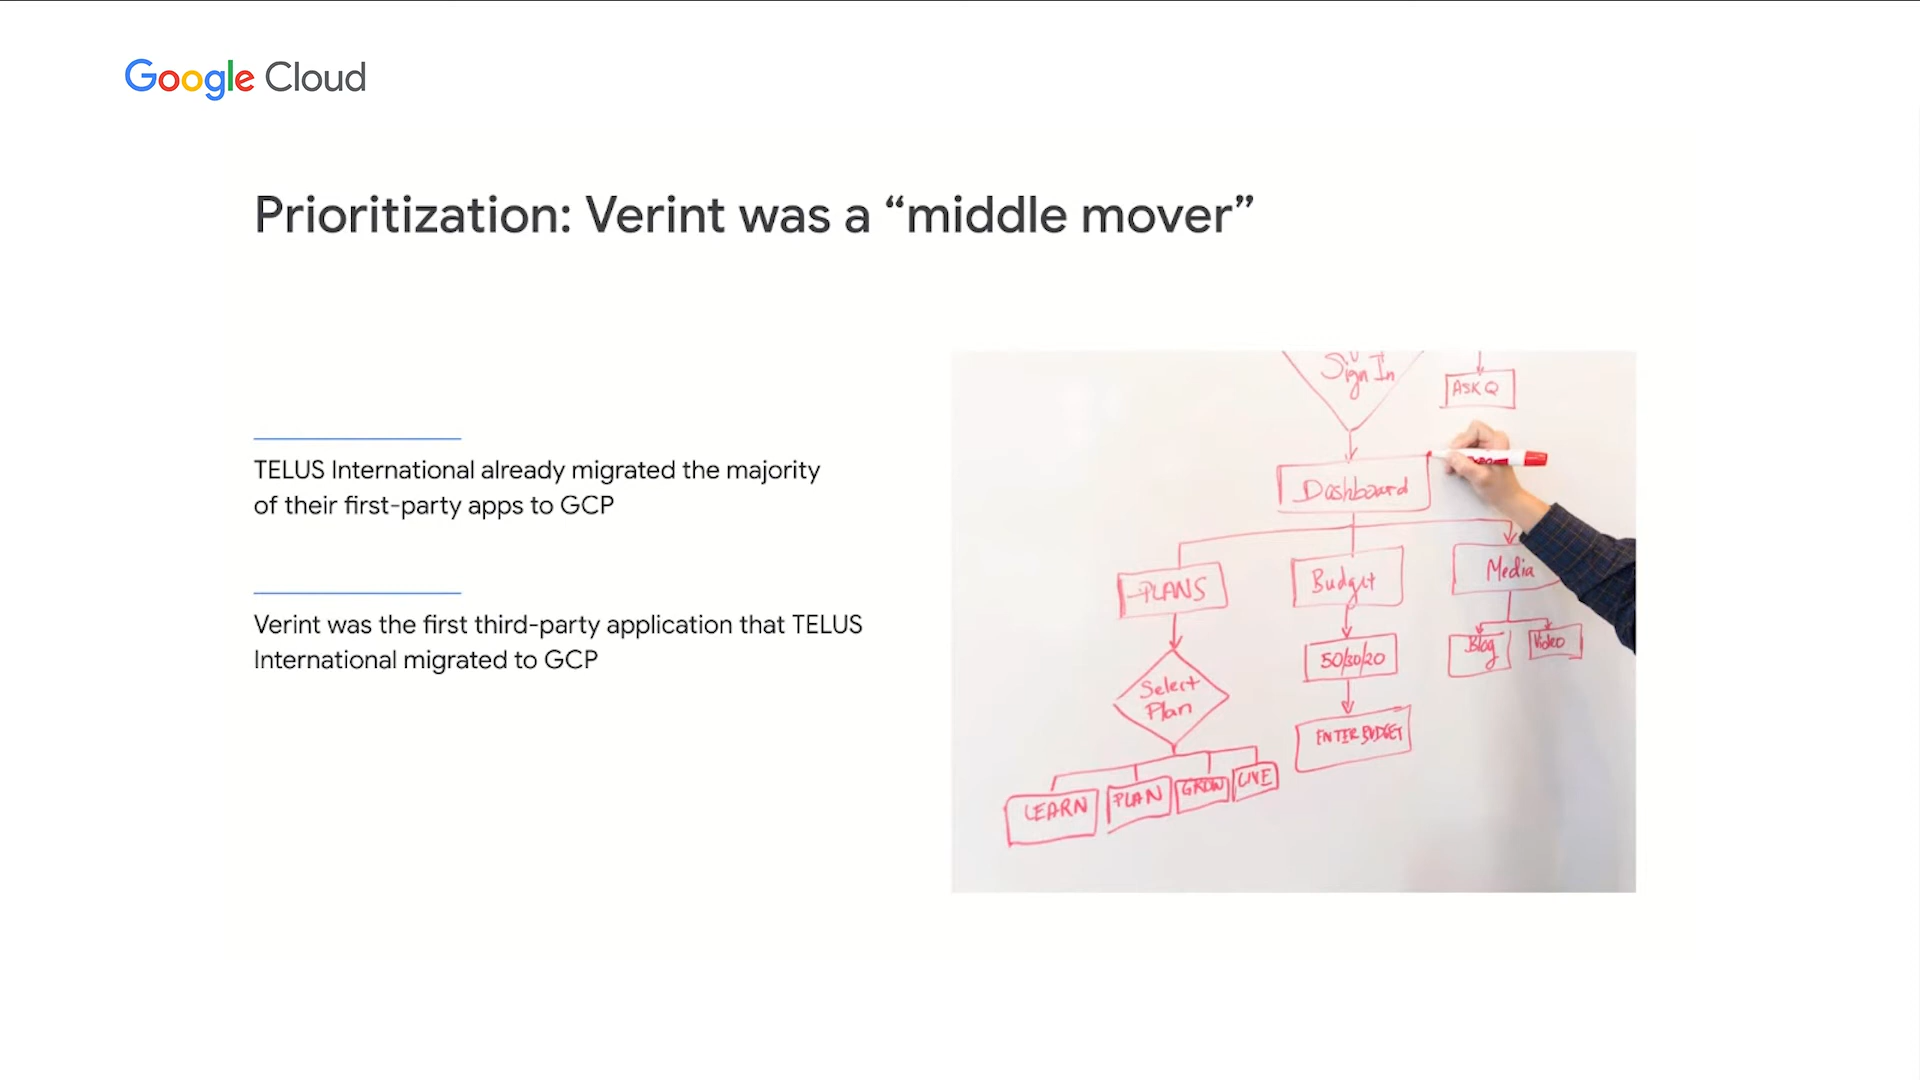 Google Cloud
Prioritization: Verint was a “middle mover”
TELUS International already migrated the majority
of their first-party apps to GCP
Verint was the first third-party application that TELUS
International migrated to GCP
Sign In
ASK Q
Dashboard
PLANS
Budget
Media
50/30/20
Blog
Video
Select
Plan
ENTER BUDGET
LEARN
PLAN
GROW
LIVE